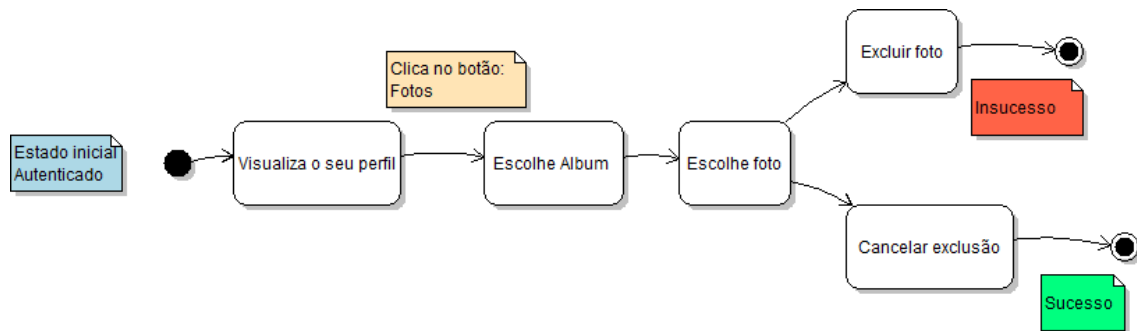 Estado inicial
Autenticado
Visualiza o seu perfil
Clica no botão:
Fotos
Escolhe Album
Escolhe foto
Excluir foto
Insucesso
Cancelar exclusão
Sucesso